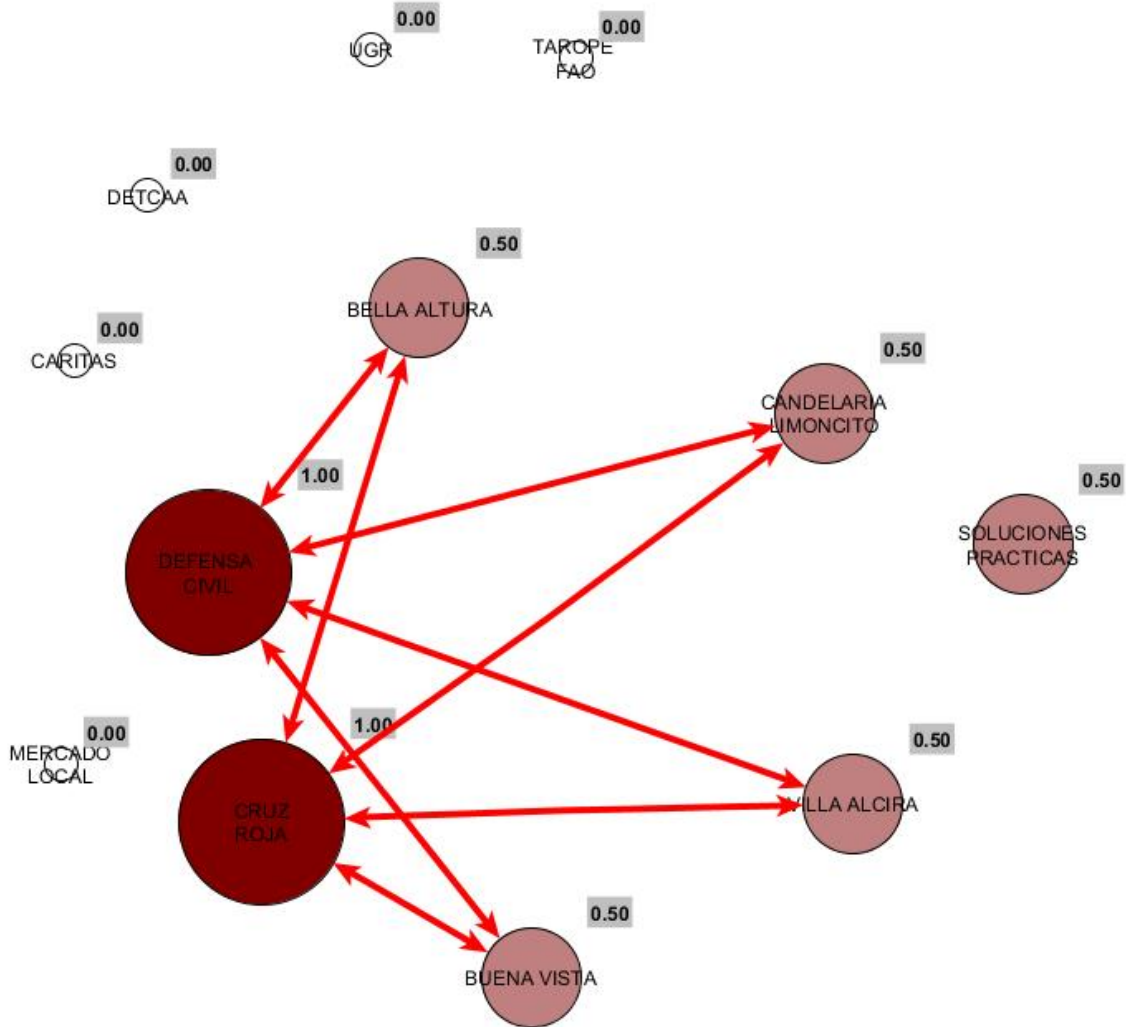 0.00
UGR
0.00
TAROPE
FAO
0.00
DETCAA
0.50
BELLA ALTURA
0.00
CARITAS
0.50
CANDELARIA
LIMONCITO
1.00
DEFENSA
CIVIL
0.50
SOLUCIONES
PRACTICAS
0.00
MERCADO
LOCAL
1.00
CRUZ
ROJA
0.50
VILLA ALCIRA
0.50
BUENA VISTA